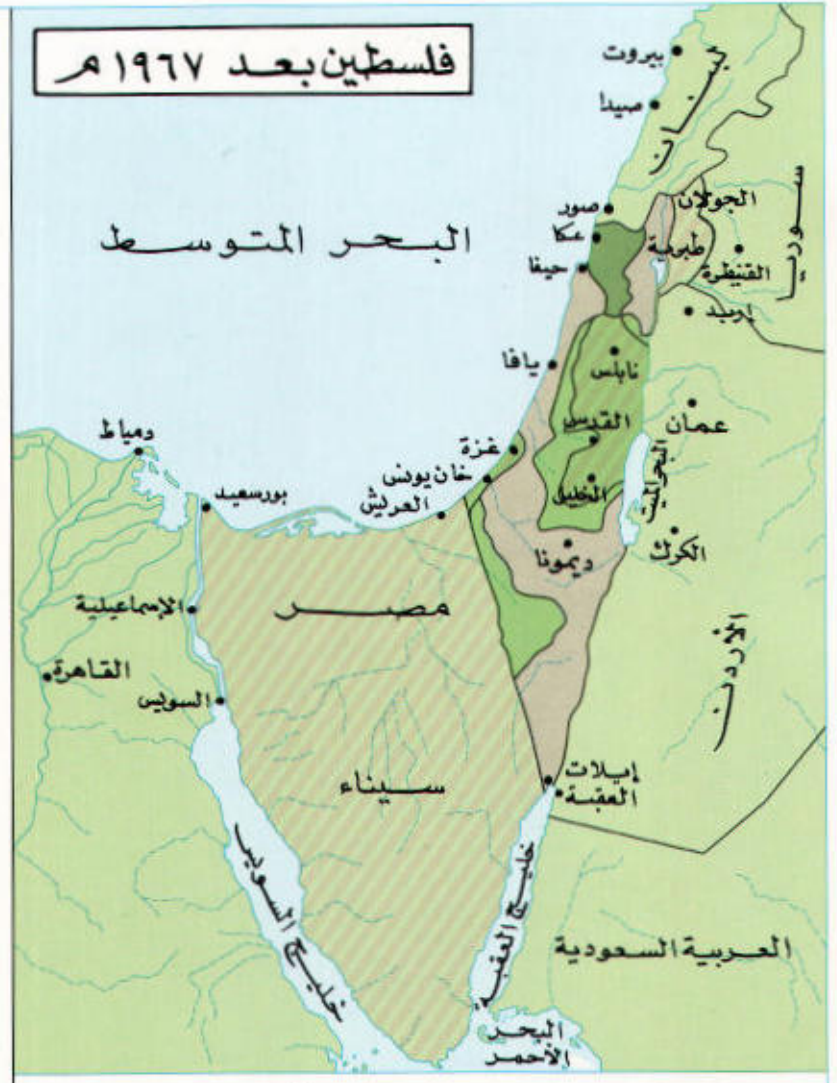 فلسطين بعد ١٩٦٧ م
بيروت
لبنان
صيدا
سوريا
الجولان
صور
عكا
طبرية
القنيطرة
حيفا
البحر المتوسط
إربد
يافا
نابلس
عمان
القدس
دمياط
غزة
البحر الميت
خان يونس
بورسعيد
العريش
الخليل
الكرك
ديمونا
الإسماعيلية
مصر
الأردن
القاهرة
السويس
إيلات
العقبة
سيناء
خليج السويس
خليج العقبة
العربية السعودية
البحر
الأحمر